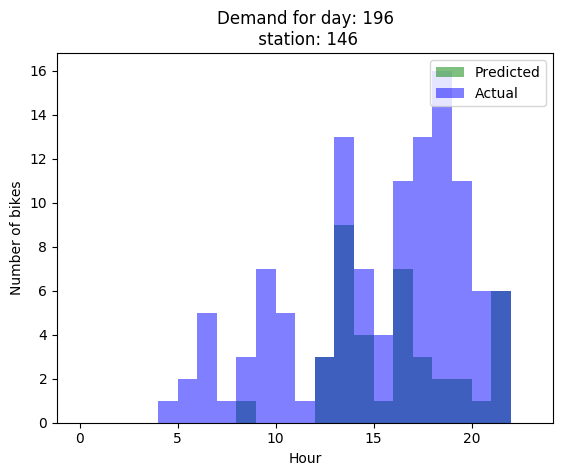 Demand for day: 196
station: 146
Predicted
Actual
Number of bikes
16
14
12
10
8
6
4
2
0
0 5 10 15 20
Hour